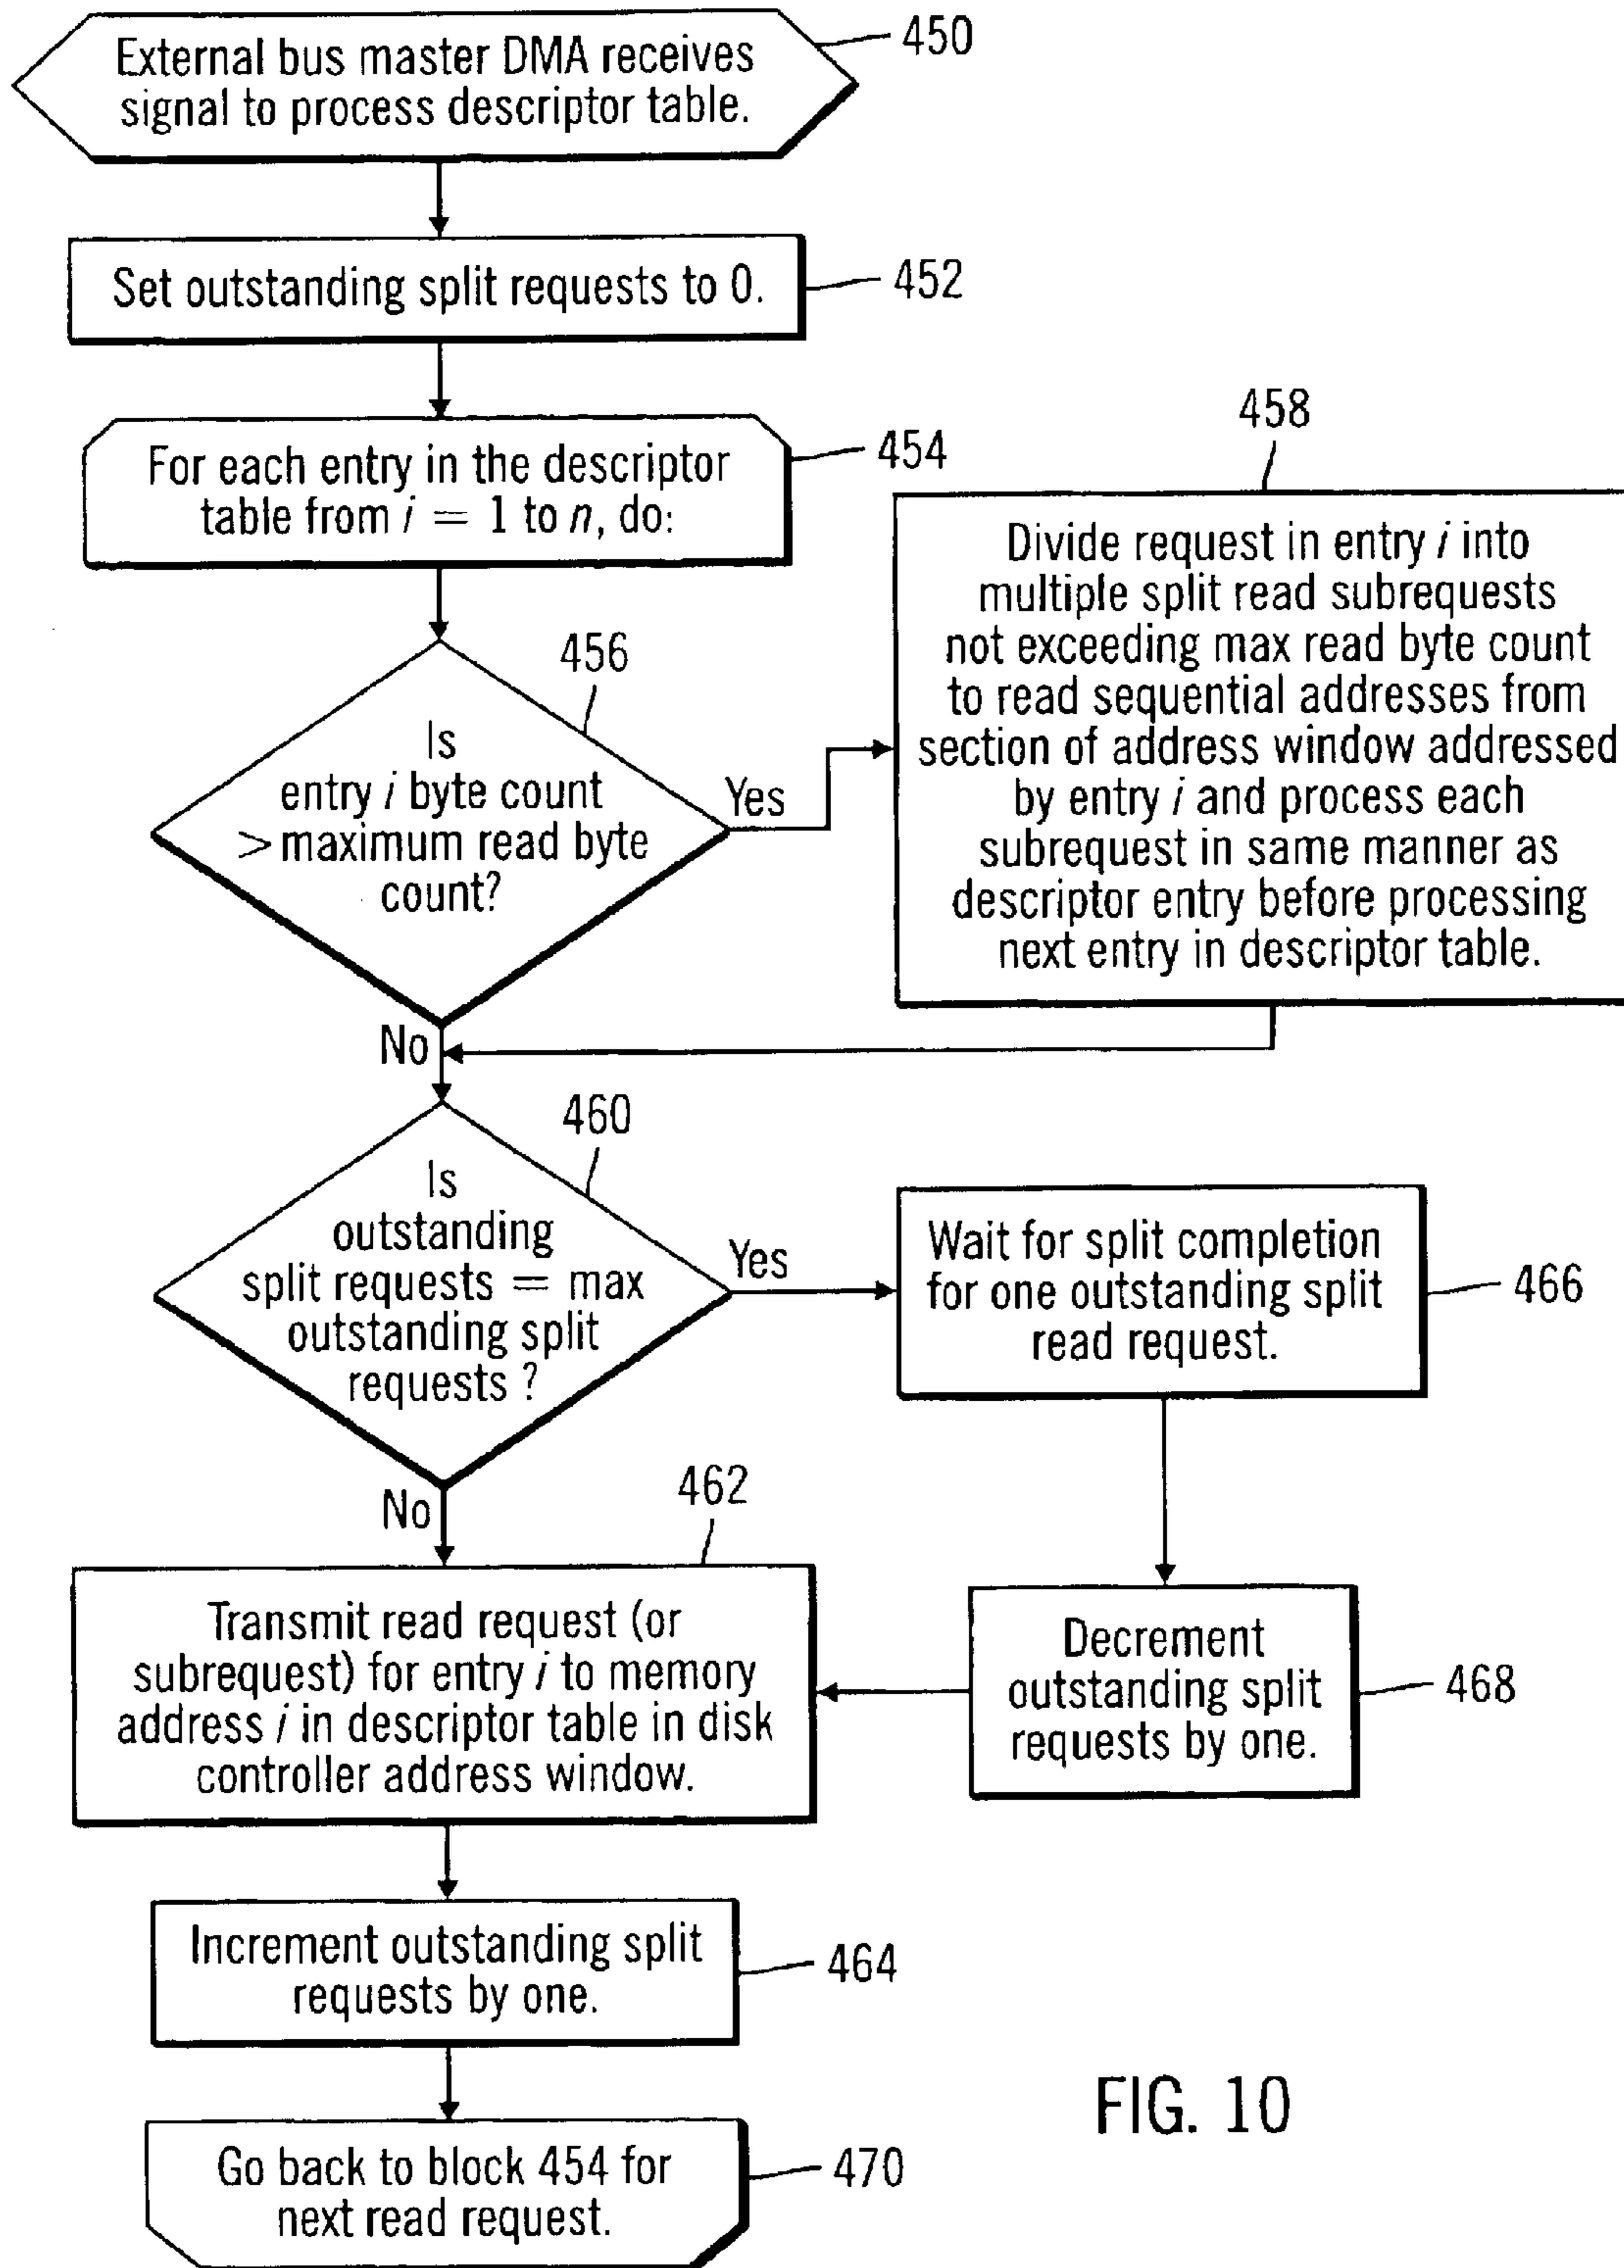 External bus master DMA receives
signal to process descriptor table.
450
Set outstanding split requests to 0.
452
For each entry in the descriptor
table from i = 1 to n, do:
454
456
Is
entry i byte count
> maximum read byte
count?
Yes
No
458
Divide request in entry i into
multiple split read subrequests
not exceeding max read byte count
to read sequential addresses from
section of address window addressed
by entry i and process each
subrequest in same manner as
descriptor entry before processing
next entry in descriptor table.
460
Is
outstanding
split requests = max
outstanding split
requests ?
Yes
No
Wait for split completion
for one outstanding split
read request.
466
462
Transmit read request (or
subrequest) for entry i to memory
address i in descriptor table in disk
controller address window.
Decrement
outstanding split
requests by one.
468
Increment outstanding split
requests by one.
464
Go back to block 454 for
next read request.
470
FIG. 10